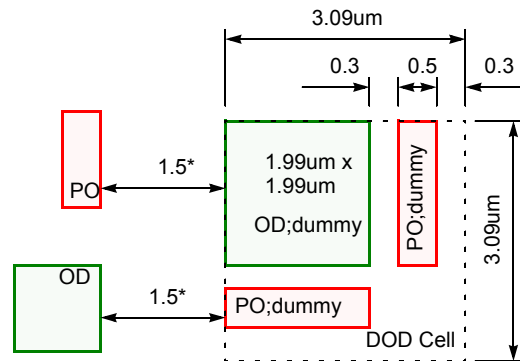 3.09um
0.3
0.5
0.3
1.5*
PO
1.99um x
1.99um
OD;dummy
PO;dummy
3.09um
OD
1.5*
PO;dummy
DOD Cell